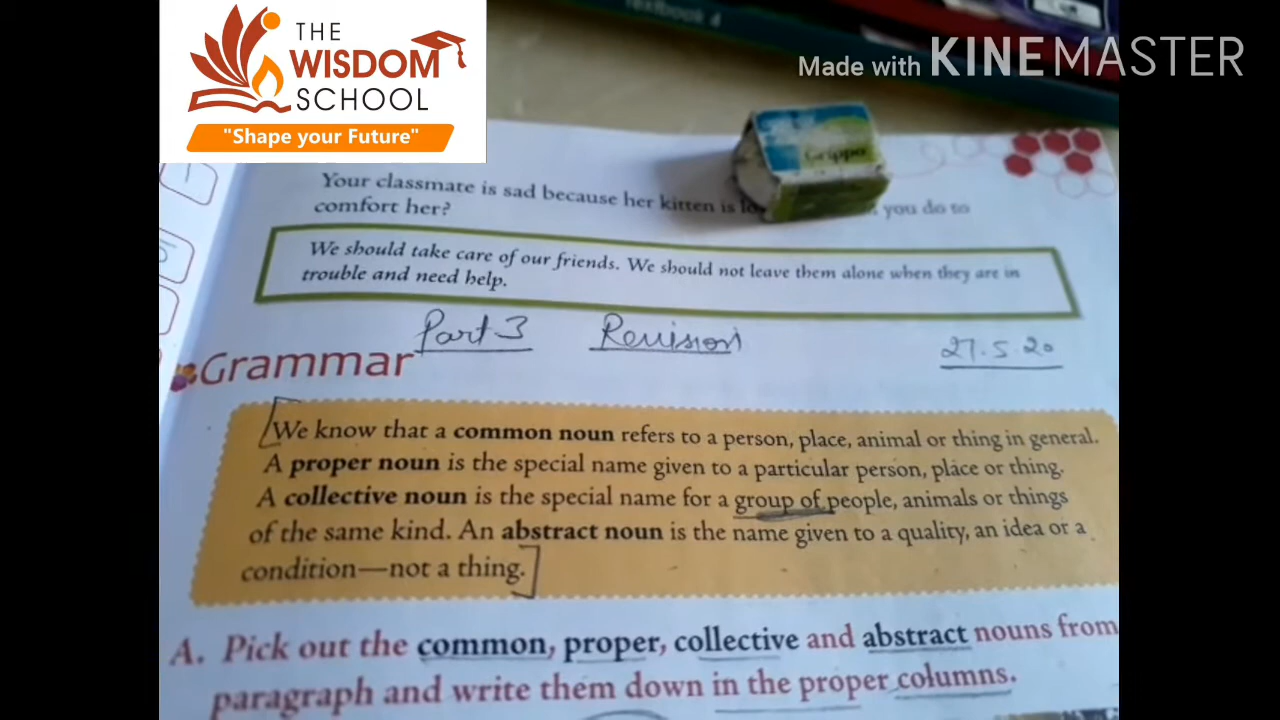 THE
WISDOM
SCHOOL
"Shape your Future"
Made with KINEMASTER
Textbook 4
Grippo
Your classmate is sad because her kitten is you do to
comfort her?
We should take care of our friends. We should not leave them alone when they are in
trouble and need help.
Part 3 Revision 27.5.20
Grammar
We know that a common noun refers to a person, place, animal or thing in general.
A proper noun is the special name given to a particular person, place or thing.
A collective noun is the special name for a group of people, animals or things
of the same kind. An abstract noun is the name given to a quality, an idea or a
condition—not a thing.
A. Pick out the common, proper, collective and abstract nouns from
paragraph and write them down in the proper columns.